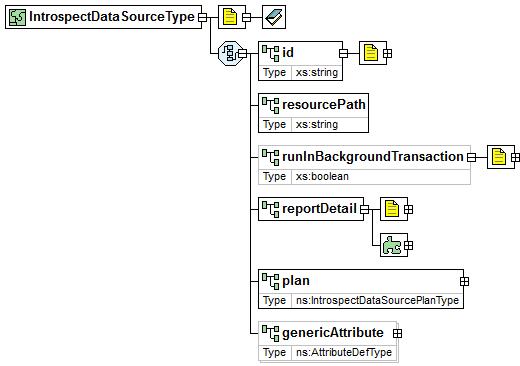 IntrospectDataSourceType
id
Type xs:string
resourcePath
Type xs:string
runInBackgroundTransaction
Type xs:boolean
reportDetail
plan
Type ns:IntrospectDataSourcePlanType
genericAttribute
Type ns:AttributeDefType